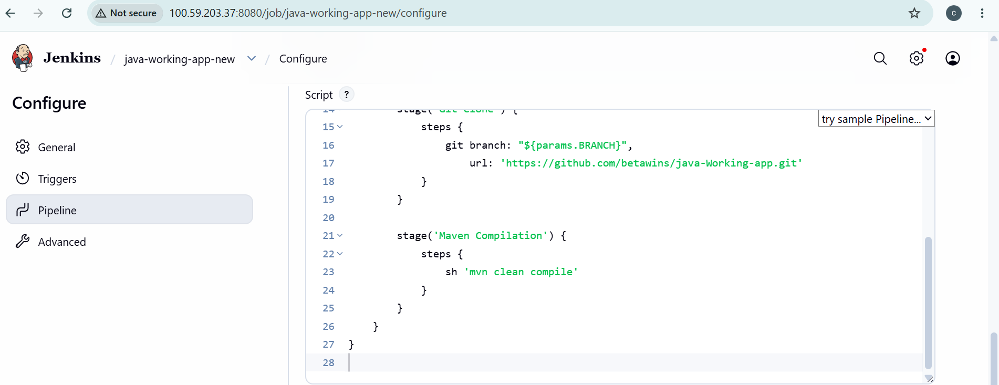 Not secure 100.59.203.37:8080/job/java-working-app-new/configure c
Jenkins / java-working-app-new / Configure
Configure
General
Triggers
Pipeline
Advanced
Script ?
try sample Pipeline...
14 stage('Git Clone') {
15 steps {
16 git branch: "${params.BRANCH}",
17 url: 'https://github.com/betawins/java-Working-app.git'
18 }
19 }
20
21 stage('Maven Compilation') {
22 steps {
23 sh 'mvn clean compile'
24 }
25 }
26 }
27 }
28